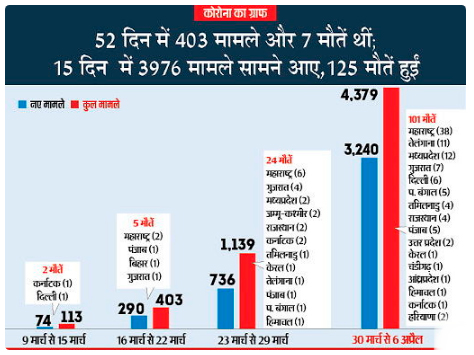 कोरोना का ग्राफ
52 दिन में 403 मामले और 7 मौतें थीं;
15 दिन में 3976 मामले सामने आए,125 मौतें हुईं
नए मामले कुल मामले
2 मौतें
कर्नाटक (1)
दिल्ली (1)
74 113
9 मार्च से 15 मार्च
5 मौतें
महाराष्ट्र (2)
पंजाब (1)
बिहार (1)
गुजरात (1)
290 403
16 मार्च से 22 मार्च
24 मौतें
महाराष्ट्र (6)
गुजरात (4)
मध्यप्रदेश (2)
जम्मू-कश्मीर (2)
राजस्थान (2)
कर्नाटक (2)
तमिलनाडु (1)
केरल (1)
तेलंगाना (1)
पंजाब (1)
प. बंगाल (1)
हिमाचल (1)
736 1,139
23 मार्च से 29 मार्च
101 मौतें
महाराष्ट्र (38)
तेलंगाना (11)
मध्यप्रदेश (12)
गुजरात (7)
दिल्ली (6)
प. बंगाल (5)
तमिलनाडु (4)
राजस्थान (4)
पंजाब (5)
उत्तर प्रदेश (2)
केरल (1)
चंडीगढ़ (1)
आंध्रप्रदेश (1)
हिमाचल (1)
कर्नाटक (1)
हरियाणा (2)
3,240 4,379
30 मार्च से 6 अप्रैल